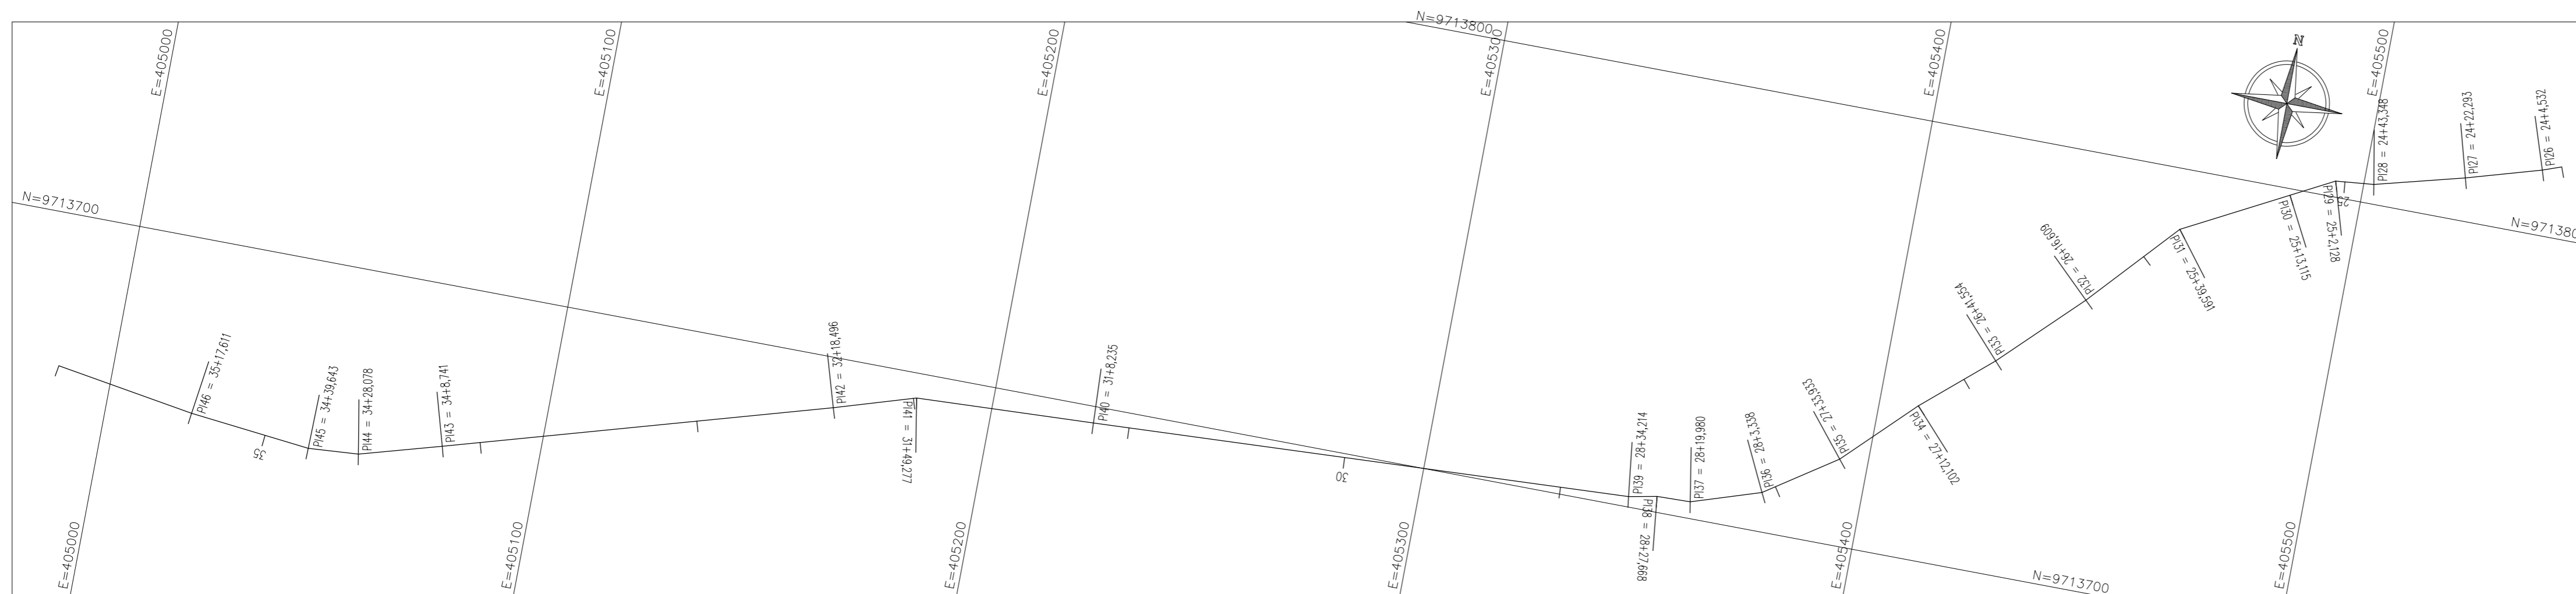 E=405000
E=405100
E=405200
N=9713800
E=405300
E=405400
N
E=405500
N=9713700
PI46 = 35+17,611
35
PI45 = 34+39,643
PI44 = 34+28,078
PI43 = 34+8,741
PI42 = 32+18,496
PI41 = 31+49,277
PI40 = 31+8,235
30
PI39 = 28+34,214
PI38 = 28+27,668
PI37 = 28+19,980
PI36 = 28+3,338
PI35 = 27+33,933
PI34 = 27+12,102
PI33 = 26+41,554
PI32 = 26+16,609
PI31 = 25+39,591
PI30 = 25+13,115
PI29 = 25+2,128
25
PI28 = 24+43,348
PI27 = 24+22,293
PI26 = 24+4,532
N=971380
E=405000
E=405100
E=405200
E=405300
E=405400
N=9713700
E=405500